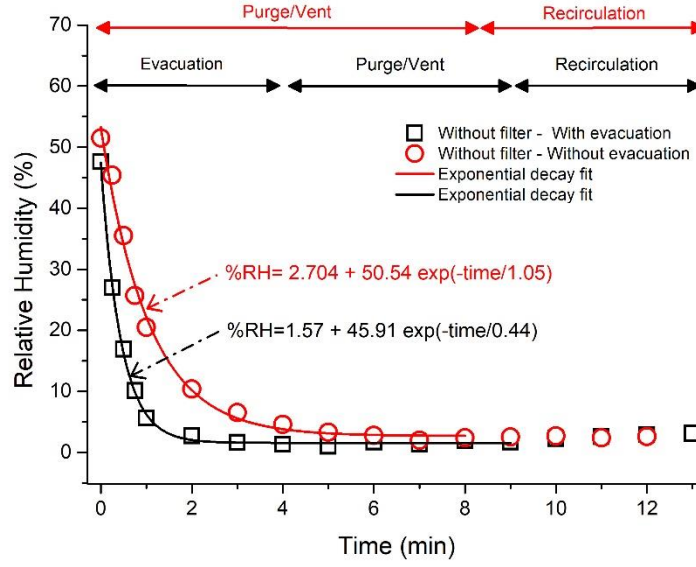 Purge/Vent Recirculation
Evacuation Purge/Vent Recirculation
Without filter - With evacuation
Without filter - Without evacuation
Exponential decay fit
Exponential decay fit
%RH= 2.704 + 50.54 exp(-time/1.05)
%RH=1.57 + 45.91 exp(-time/0.44)
Relative Humidity (%)
70
60
50
40
30
20
10
0
0 2 4 6 8 10 12
Time (min)